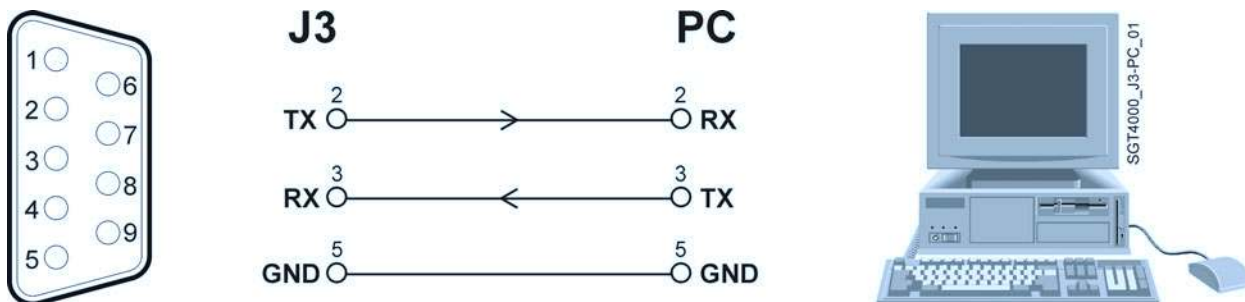 J3 PC
1
6
2
7
3
8
4
9
5
2 2
TX RX
3 3
RX TX
5 5
GND GND
SGT4000_J3-PC_01